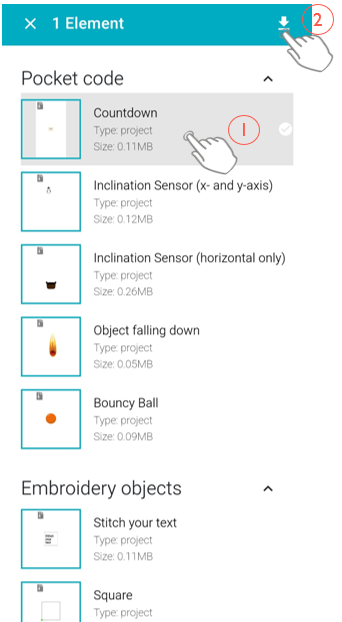 1 Element
2
Pocket code
Countdown
Type: project
Size: 0.11MB
1
Inclination Sensor (x- and y-axis)
Type: project
Size: 0.12MB
Inclination Sensor (horizontal only)
Type: project
Size: 0.26MB
Object falling down
Type: project
Size: 0.05MB
Bouncy Ball
Type: project
Size: 0.09MB
Embroidery objects
Stitch your text
Type: project
Size: 0.11MB
Square
Type: project